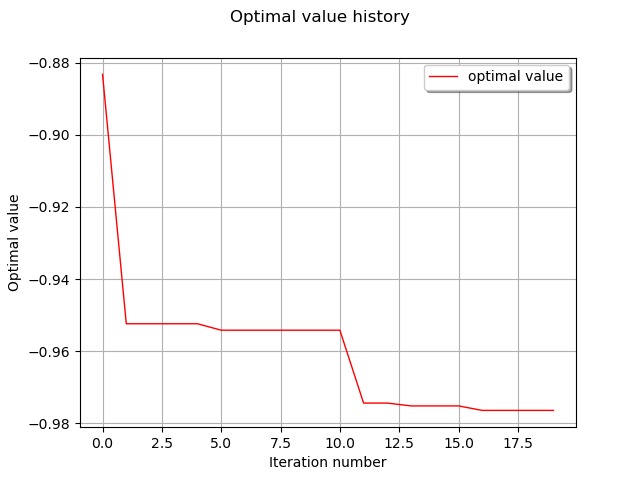 Optimal value history
optimal value
Optimal value
−0.88
−0.90
−0.92
−0.94
−0.96
−0.98
0.0 2.5 5.0 7.5 10.0 12.5 15.0 17.5
Iteration number